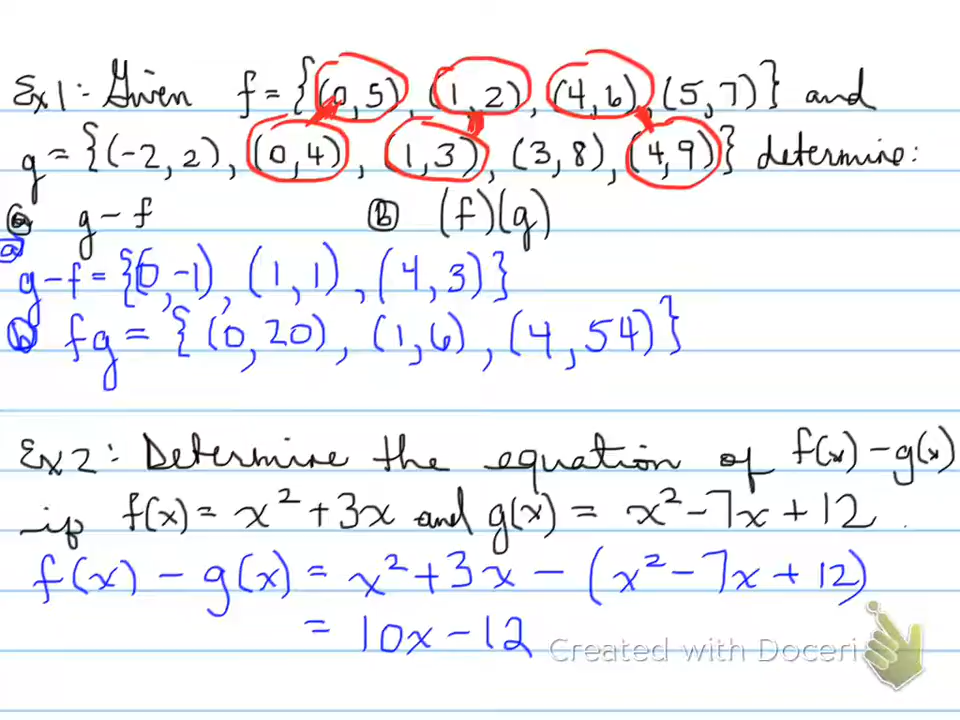 Ex1: Given f = {(0,5), (1,2), (4,6), (5,7)} and
g = {(-2,2), (0,4), (1,3), (3,8), (4,9)} determine:
ⓐ g - f ⓑ (f)(g)
ⓐ
g-f = {(0,-1), (1,1), (4,3)}
ⓑ fg = {(0,20), (1,6), (4,54)}
Ex2: Determine the equation of f(x) - g(x)
if f(x) = x² + 3x and g(x) = x² - 7x + 12.
f(x) - g(x) = x² + 3x - (x² - 7x + 12)
= 10x - 12
Created with Doceri